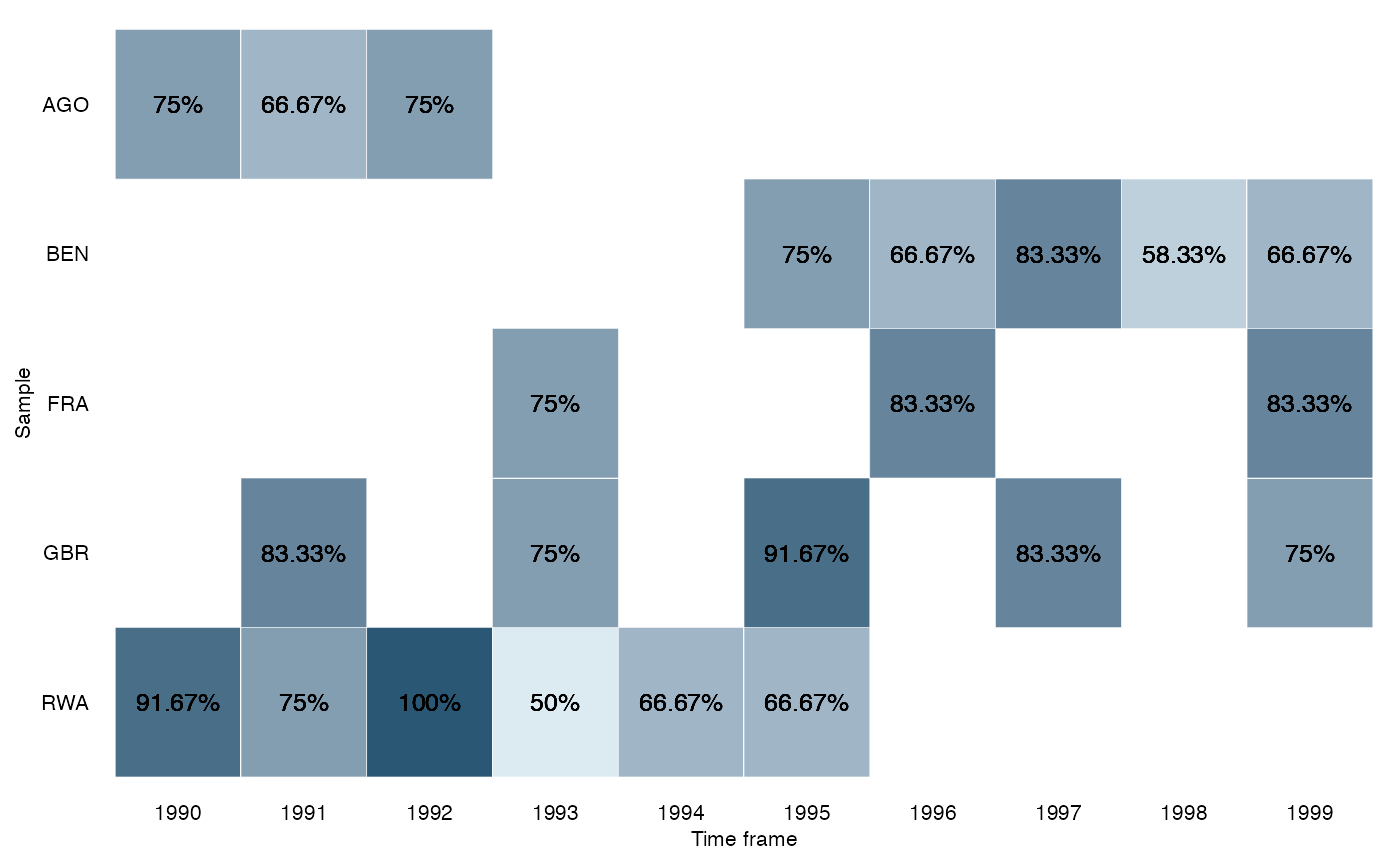 AGO 75% 66.67% 75%
BEN 75% 66.67% 83.33% 58.33% 66.67%
Sample
FRA 75% 83.33% 83.33%
GBR 83.33% 75% 91.67% 83.33% 75%
RWA 91.67% 75% 100% 50% 66.67% 66.67%
1990 1991 1992 1993 1994 1995 1996 1997 1998 1999
Time frame